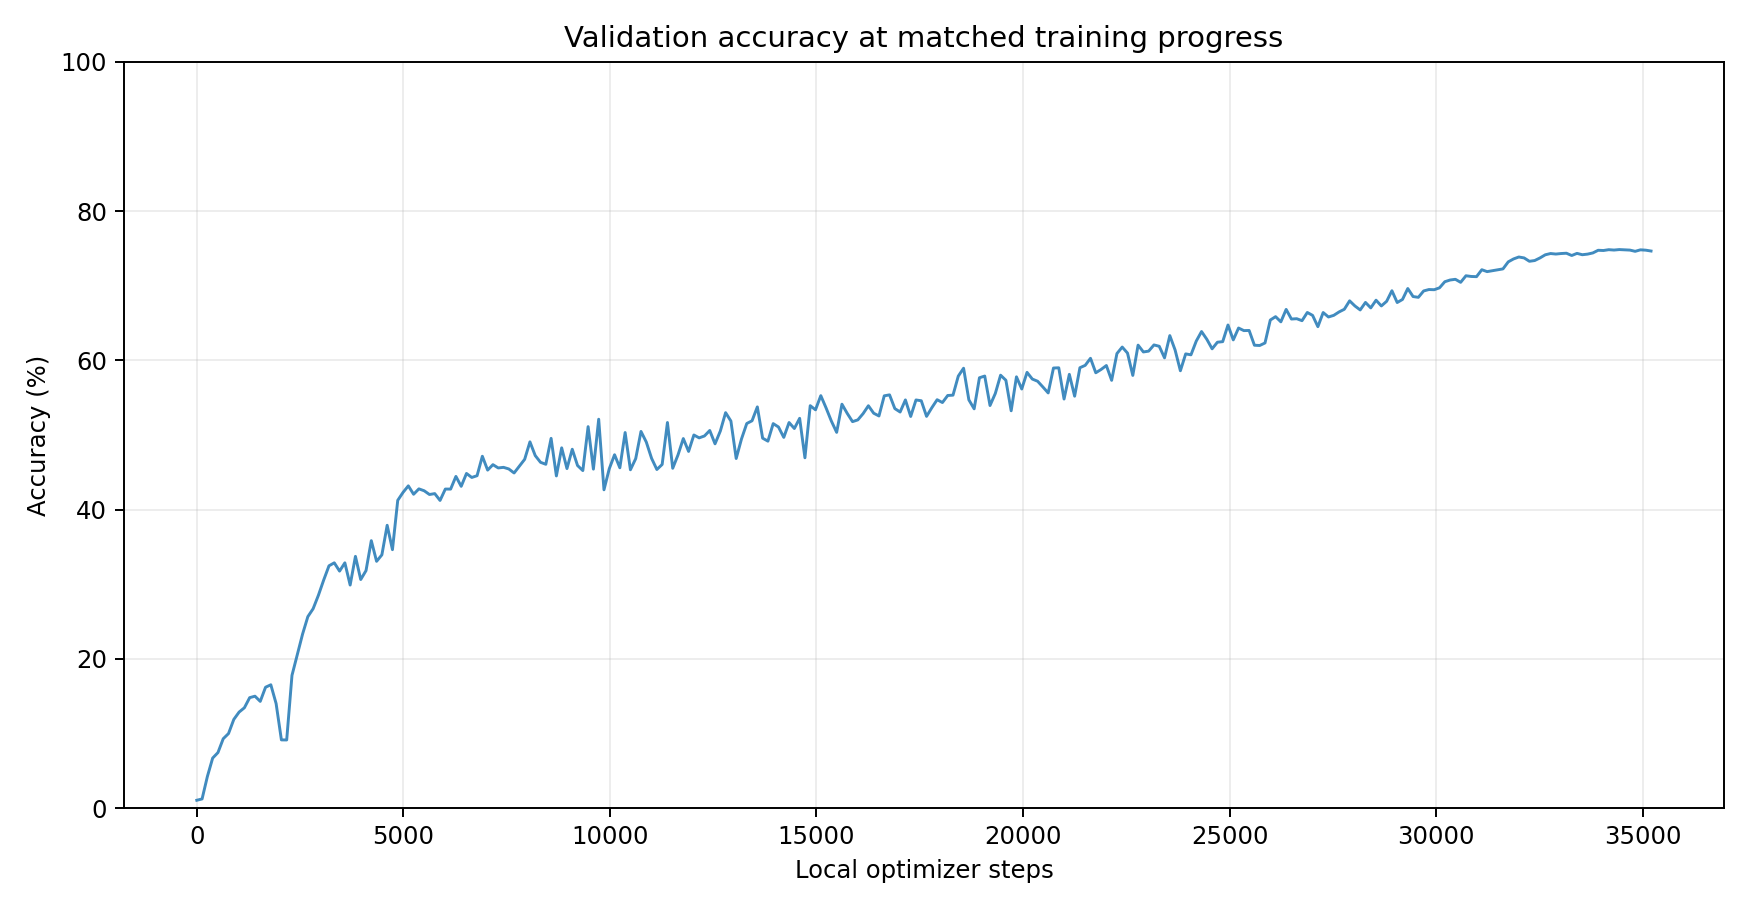 Validation accuracy at matched training progress
100
80
60
40
20
0
Accuracy (%)
0 5000 10000 15000 20000 25000 30000 35000
Local optimizer steps